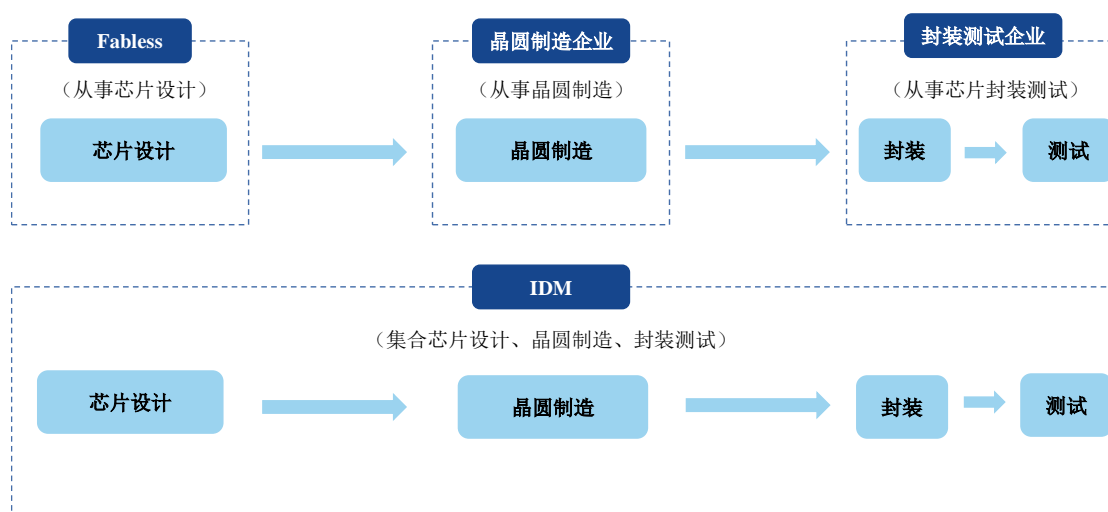 Fabless
晶圆制造企业
封装测试企业
（从事芯片设计）
（从事晶圆制造）
（从事芯片封装测试）
芯片设计
晶圆制造
封装
测试
IDM
（集合芯片设计、晶圆制造、封装测试）
芯片设计
晶圆制造
封装
测试